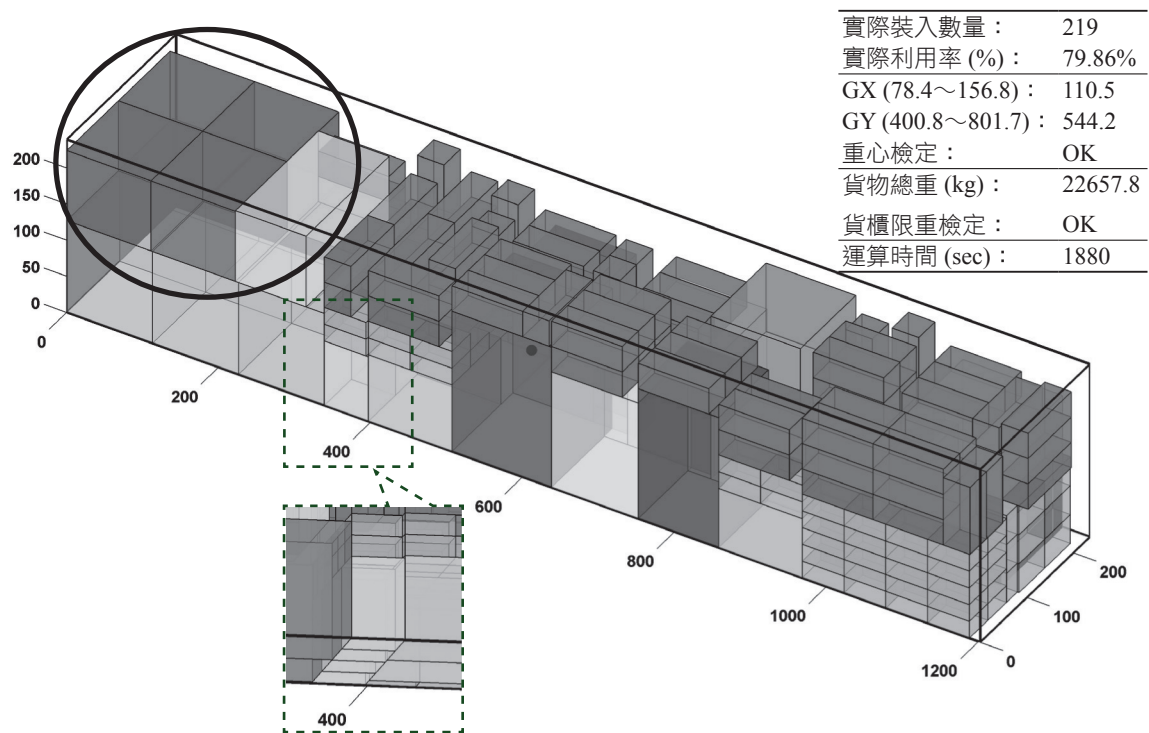 實際裝入數量： 219
實際利用率 (%)： 79.86%
GX (78.4～156.8)： 110.5
GY (400.8～801.7)： 544.2
重心檢定： OK
貨物總重 (kg)： 22657.8
貨櫃限重檢定： OK
運算時間 (sec)： 1880
200
150
100
50
0
0
200
400
600
800
1000
1200
0
100
200
400